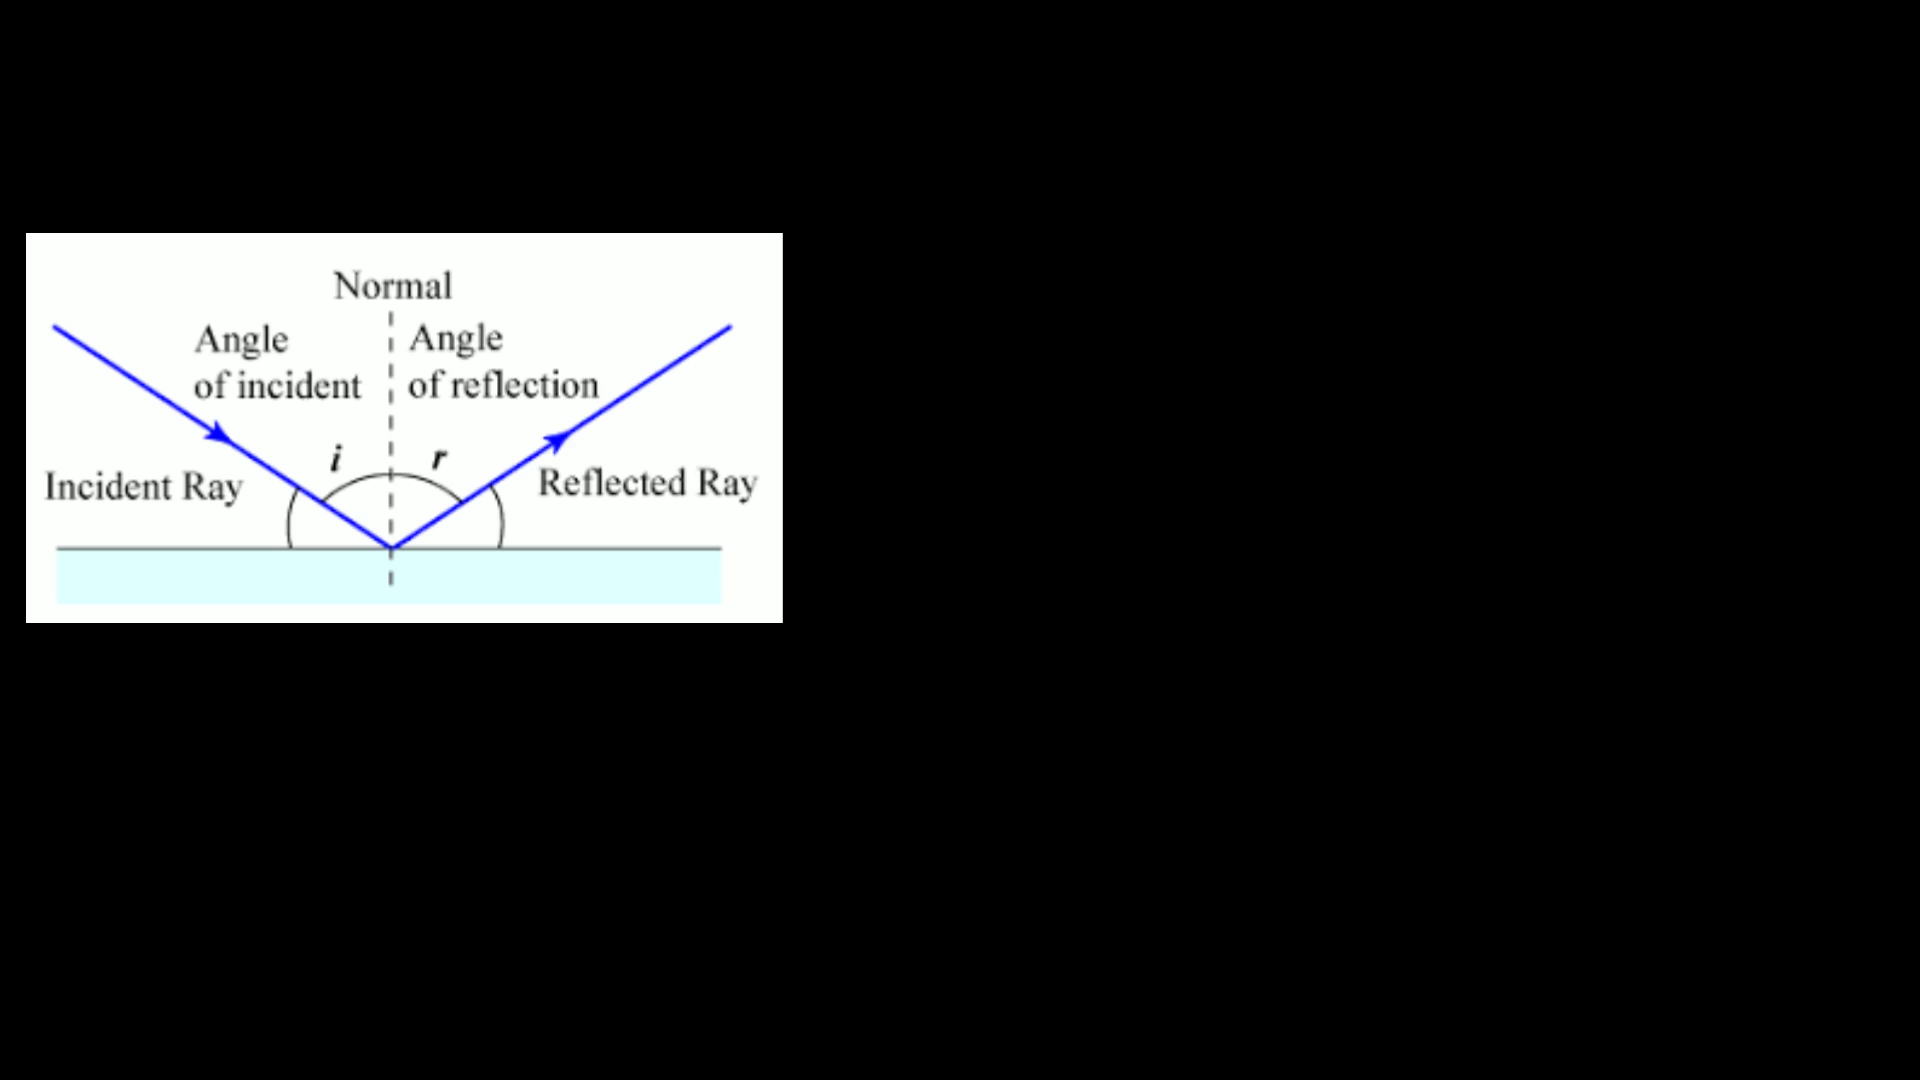 Normal
Angle
of incident
Angle
of reflection
i
r
Incident Ray
Reflected Ray